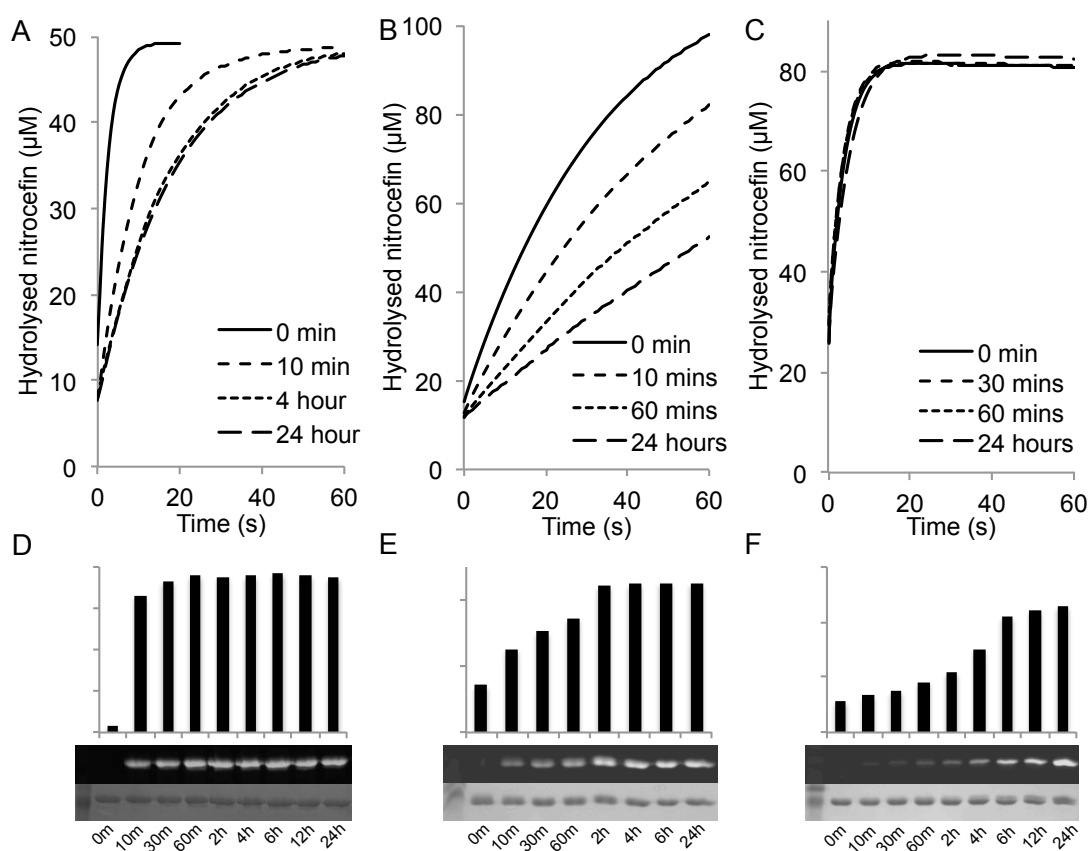 A
Hydrolysed nitrocefin (µM)
50
40
30
20
10
0
0
20
40
60
Time (s)
0 min
10 min
4 hour
24 hour
B
Hydrolysed nitrocefin (µM)
100
80
60
40
20
0
0
20
40
60
Time (s)
0 min
10 mins
60 mins
24 hours
C
Hydrolysed nitrocefin (µM)
80
60
40
20
0
0
20
40
60
Time (s)
0 min
30 mins
60 mins
24 hours
D
0m
10m
30m
60m
2h
4h
6h
12h
24h
E
0m
10m
30m
60m
2h
4h
6h
24h
F
0m
10m
30m
60m
2h
4h
6h
12h
24h